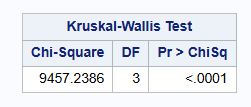 Kruskal-Wallis Test
Chi-Square DF Pr > ChiSq
9457.2386 3 <.0001